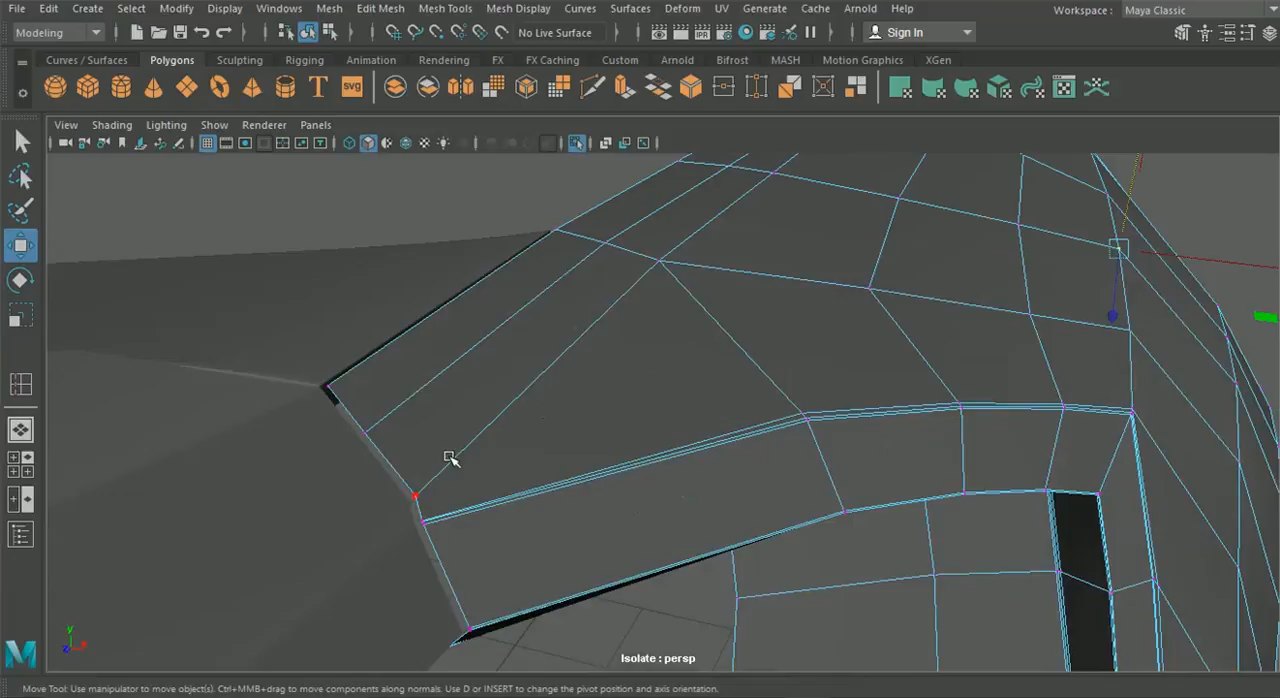 File Edit Create Select Modify Display Windows Mesh Edit Mesh Mesh Tools Mesh Display Curves Surfaces Deform UV Generate Cache Arnold Help Workspace : Maya Classic
Modeling No Live Surface Sign In
Curves / Surfaces Polygons Sculpting Rigging Animation Rendering FX FX Caching Custom Arnold Bifrost MASH Motion Graphics XGen
T SVG
View Shading Lighting Show Renderer Panels
y
z
Isolate : persp
M
Move Tool: Use manipulator to move object(s). Ctrl+MMB+drag to move components along normals. Use D or INSERT to change the pivot position and axis orientation.